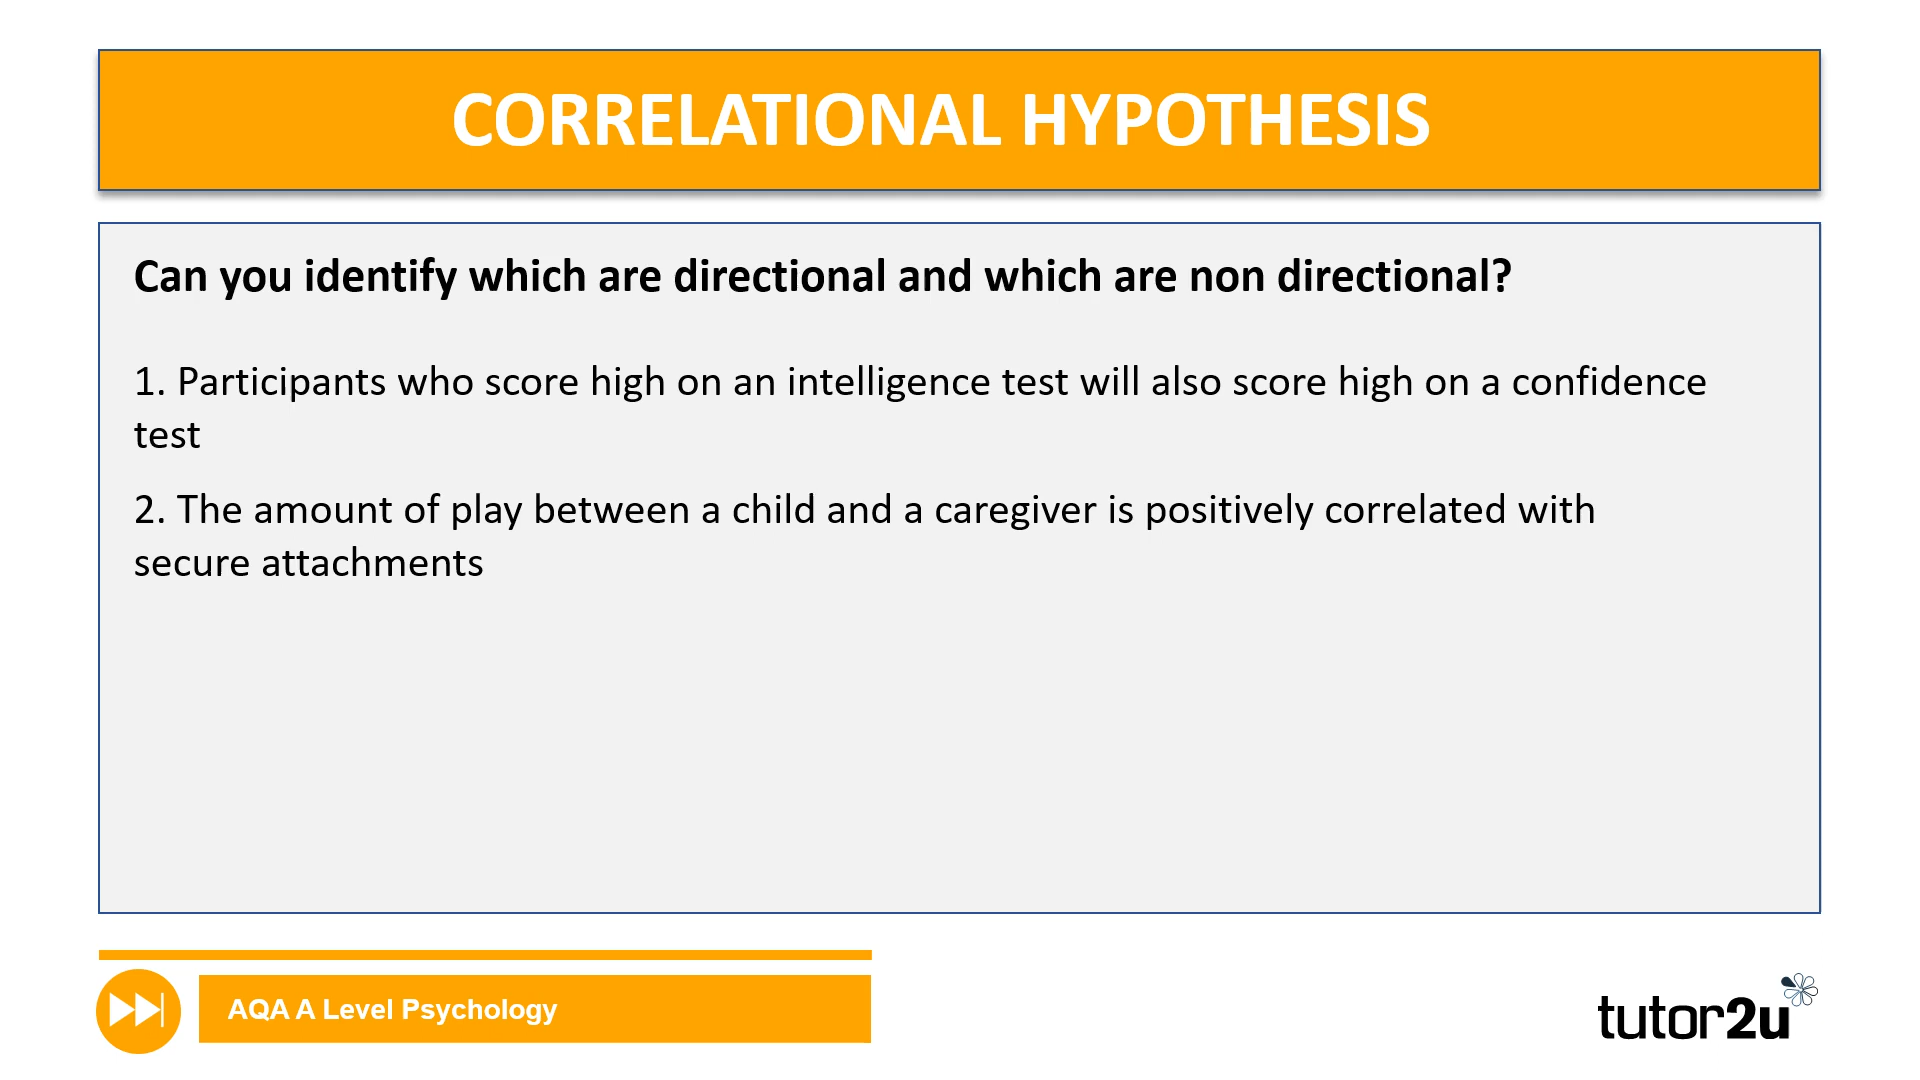 CORRELATIONAL HYPOTHESIS
Can you identify which are directional and which are non directional?
1. Participants who score high on an intelligence test will also score high on a confidence
test
2. The amount of play between a child and a caregiver is positively correlated with
secure attachments
AQA A Level Psychology
tutor2u